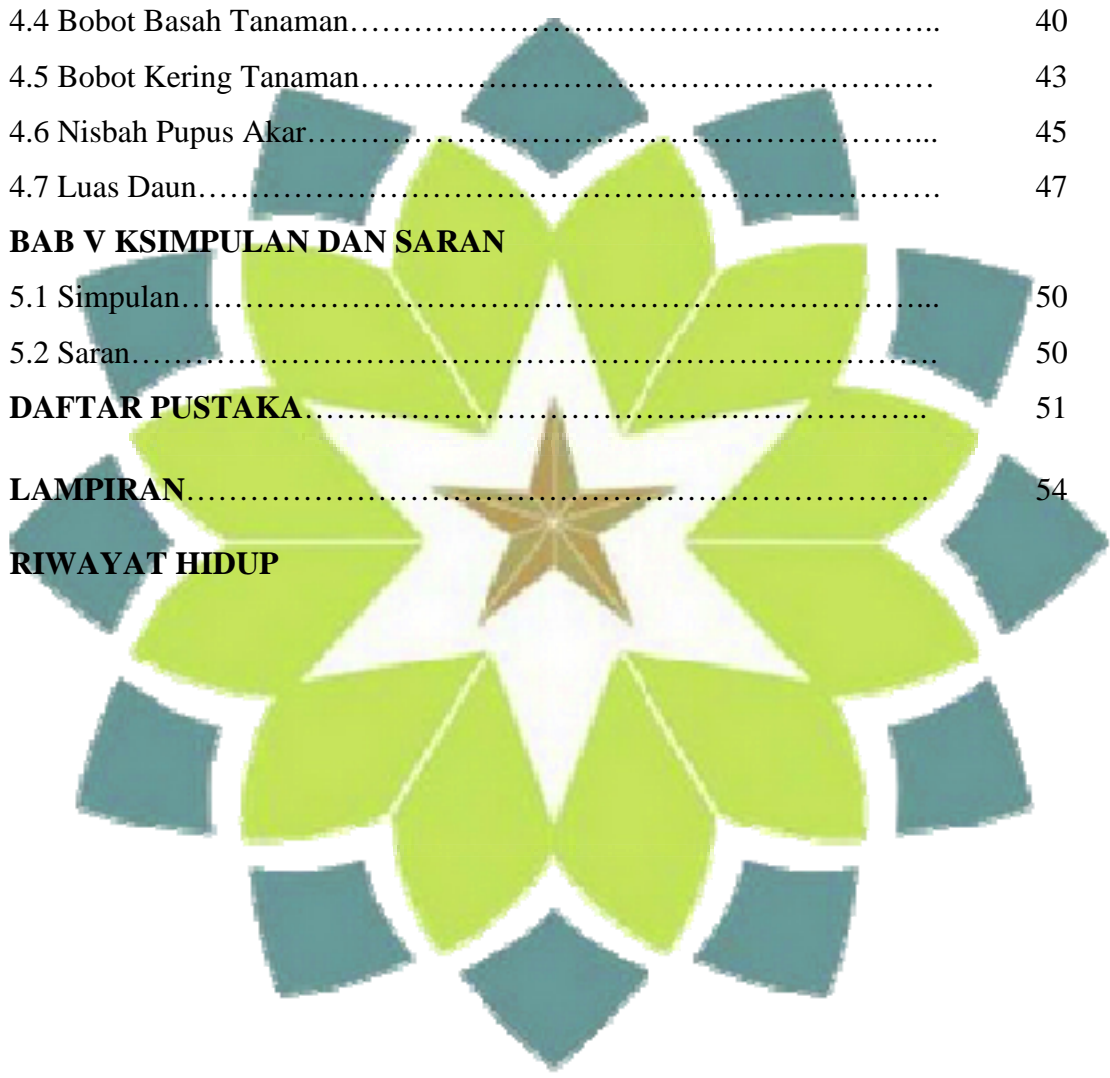 4.4 Bobot Basah Tanaman……………………………………………….. 40
4.5 Bobot Kering Tanaman……………………………………………… 43
4.6 Nisbah Pupus Akar…………………………………………………... 45
4.7 Luas Daun……………………………………………………………. 47
BAB V KSIMPULAN DAN SARAN
5.1 Simpulan……………………………………………………………... 50
5.2 Saran…………………………………………………………………. 50
DAFTAR PUSTAKA…………………………………………………….. 51
LAMPIRAN………………………………………………………………. 54
RIWAYAT HIDUP